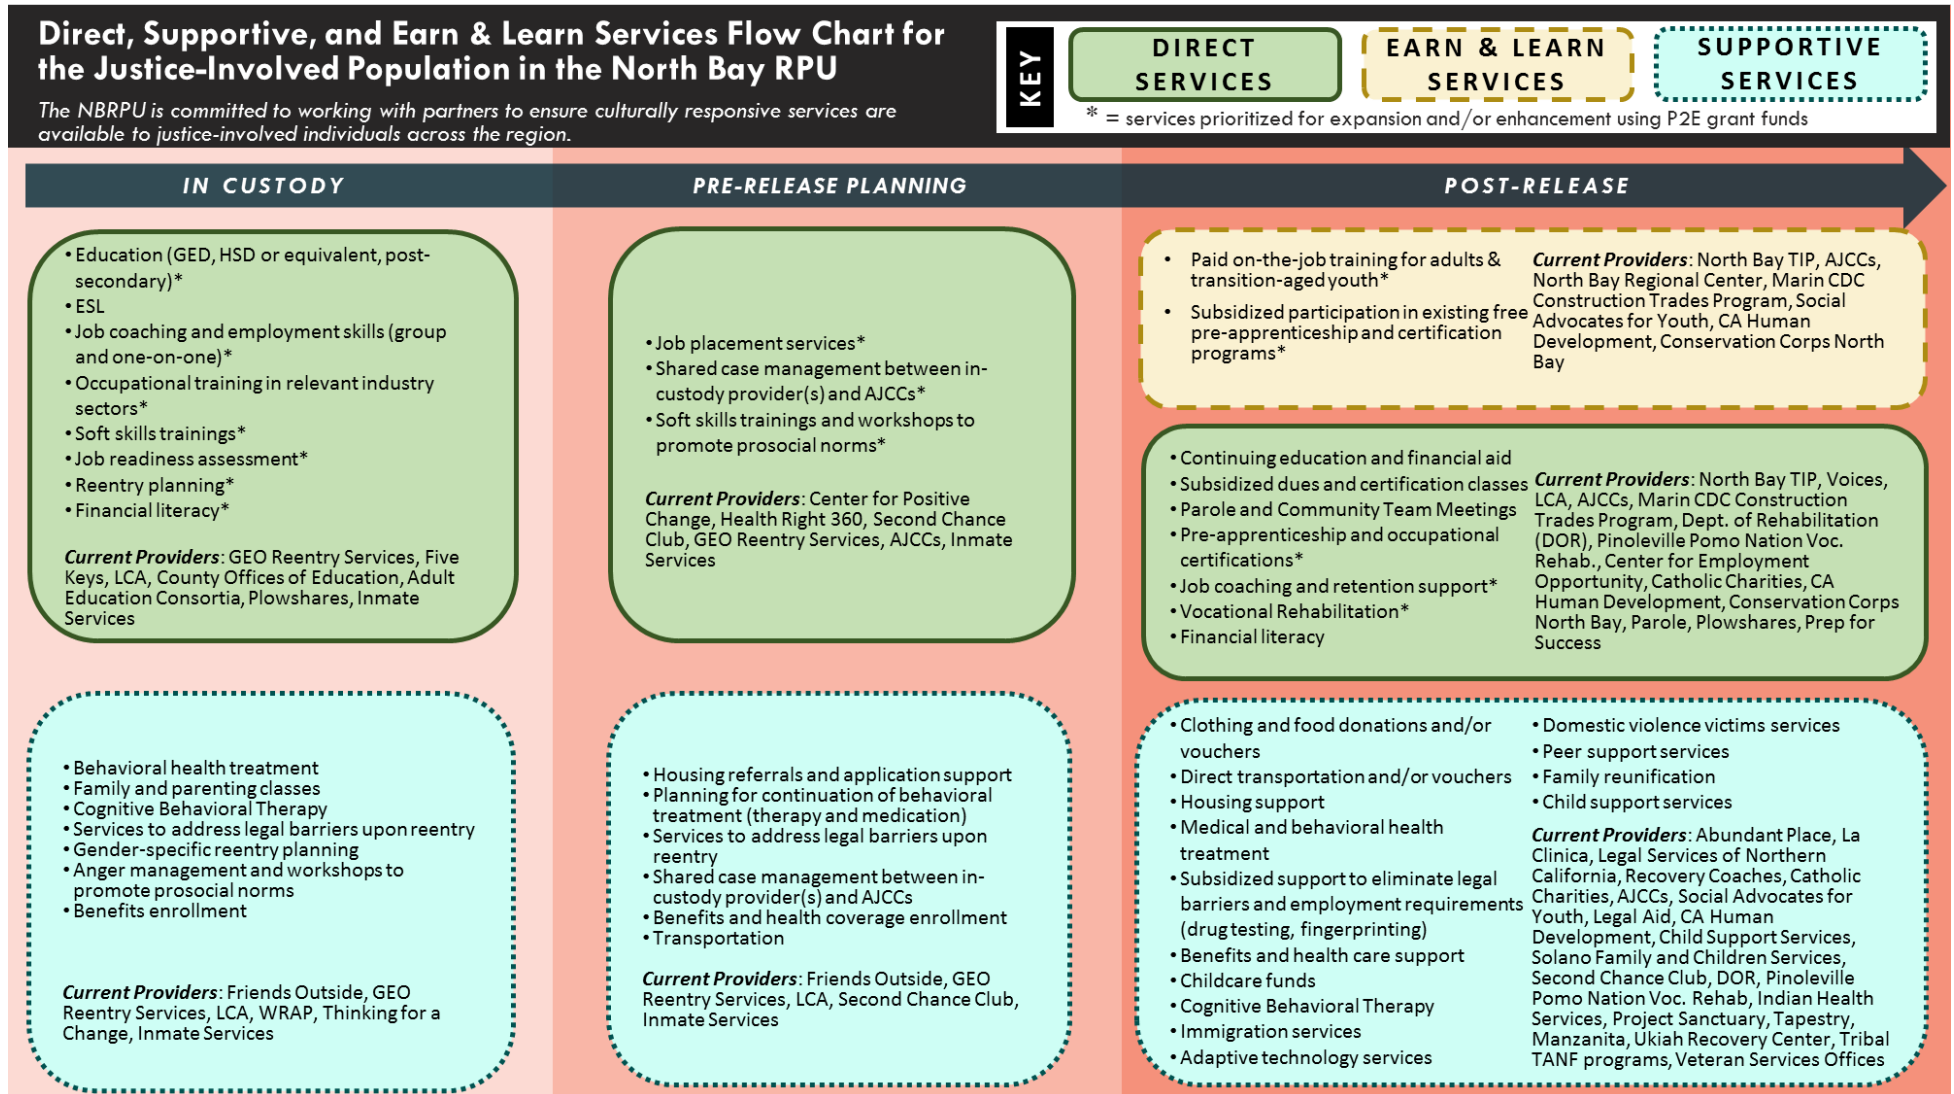 Direct, Supportive, and Earn & Learn Services Flow Chart for
the Justice-Involved Population in the North Bay RPU
The NBRPU is committed to working with partners to ensure culturally responsive services are
available to justice-involved individuals across the region.
KEY
DIRECT
SERVICES
EARN & LEARN
SERVICES
SUPPORTIVE
SERVICES
* = services prioritized for expansion and/or enhancement using P2E grant funds
IN CUSTODY
PRE-RELEASE PLANNING
POST-RELEASE
• Education (GED, HSD or equivalent, post-
secondary)*
• ESL
• Job coaching and employment skills (group
and one-on-one)*
• Occupational training in relevant industry
sectors*
• Soft skills trainings*
• Job readiness assessment*
• Reentry planning*
• Financial literacy*
Current Providers: GEO Reentry Services, Five
Keys, LCA, County Offices of Education, Adult
Education Consortia, Plowshares, Inmate
Services
• Behavioral health treatment
• Family and parenting classes
• Cognitive Behavioral Therapy
• Services to address legal barriers upon reentry
• Gender-specific reentry planning
• Anger management and workshops to
promote prosocial norms
• Benefits enrollment
Current Providers: Friends Outside, GEO
Reentry Services, LCA, WRAP, Thinking for a
Change, Inmate Services
• Job placement services*
• Shared case management between in-
custody provider(s) and AJCCs*
• Soft skills trainings and workshops to
promote prosocial norms*
Current Providers: Center for Positive
Change, Health Right 360, Second Chance
Club, GEO Reentry Services, AJCCs, Inmate
Services
• Housing referrals and application support
• Planning for continuation of behavioral
treatment (therapy and medication)
• Services to address legal barriers upon
reentry
• Shared case management between in-
custody provider(s) and AJCCs
• Benefits and health coverage enrollment
• Transportation
Current Providers: Friends Outside, GEO
Reentry Services, LCA, Second Chance Club,
Inmate Services
• Paid on-the-job training for adults &
transition-aged youth*
• Subsidized participation in existing free
pre-apprenticeship and certification
programs*
Current Providers: North Bay TIP, AJCCs,
North Bay Regional Center, Marin CDC
Construction Trades Program, Social
Advocates for Youth, CA Human
Development, Conservation Corps North
Bay
• Continuing education and financial aid
• Subsidized dues and certification classes
• Parole and Community Team Meetings
• Pre-apprenticeship and occupational
certifications*
• Job coaching and retention support*
• Vocational Rehabilitation*
• Financial literacy
Current Providers: North Bay TIP, Voices,
LCA, AJCCs, Marin CDC Construction
Trades Program, Dept. of Rehabilitation
(DOR), Pinoleville Pomo Nation Voc.
Rehab., Center for Employment
Opportunity, Catholic Charities, CA
Human Development, Conservation Corps
North Bay, Parole, Plowshares, Prep for
Success
• Clothing and food donations and/or
vouchers
• Direct transportation and/or vouchers
• Housing support
• Medical and behavioral health
treatment
• Subsidized support to eliminate legal
barriers and employment requirements
(drug testing, fingerprinting)
• Benefits and health care support
• Childcare funds
• Cognitive Behavioral Therapy
• Immigration services
• Adaptive technology services
• Domestic violence victims services
• Peer support services
• Family reunification
• Child support services
Current Providers: Abundant Place, La
Clinica, Legal Services of Northern
California, Recovery Coaches, Catholic
Charities, AJCCs, Social Advocates for
Youth, Legal Aid, CA Human
Development, Child Support Services,
Solano Family and Children Services,
Second Chance Club, DOR, Pinoleville
Pomo Nation Voc. Rehab, Indian Health
Services, Project Sanctuary, Tapestry,
Manzanita, Ukiah Recovery Center, Tribal
TANF programs, Veteran Services Offices